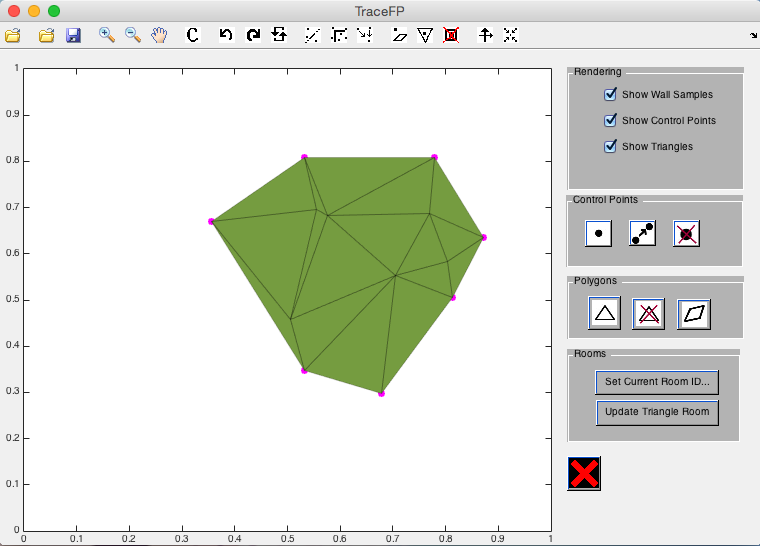 TraceFP
C
Rendering
Show Wall Samples
Show Control Points
Show Triangles
Control Points
Polygons
Rooms
Set Current Room ID...
Update Triangle Room
1
0.9
0.8
0.7
0.6
0.5
0.4
0.3
0.2
0.1
0
0 0.1 0.2 0.3 0.4 0.5 0.6 0.7 0.8 0.9 1